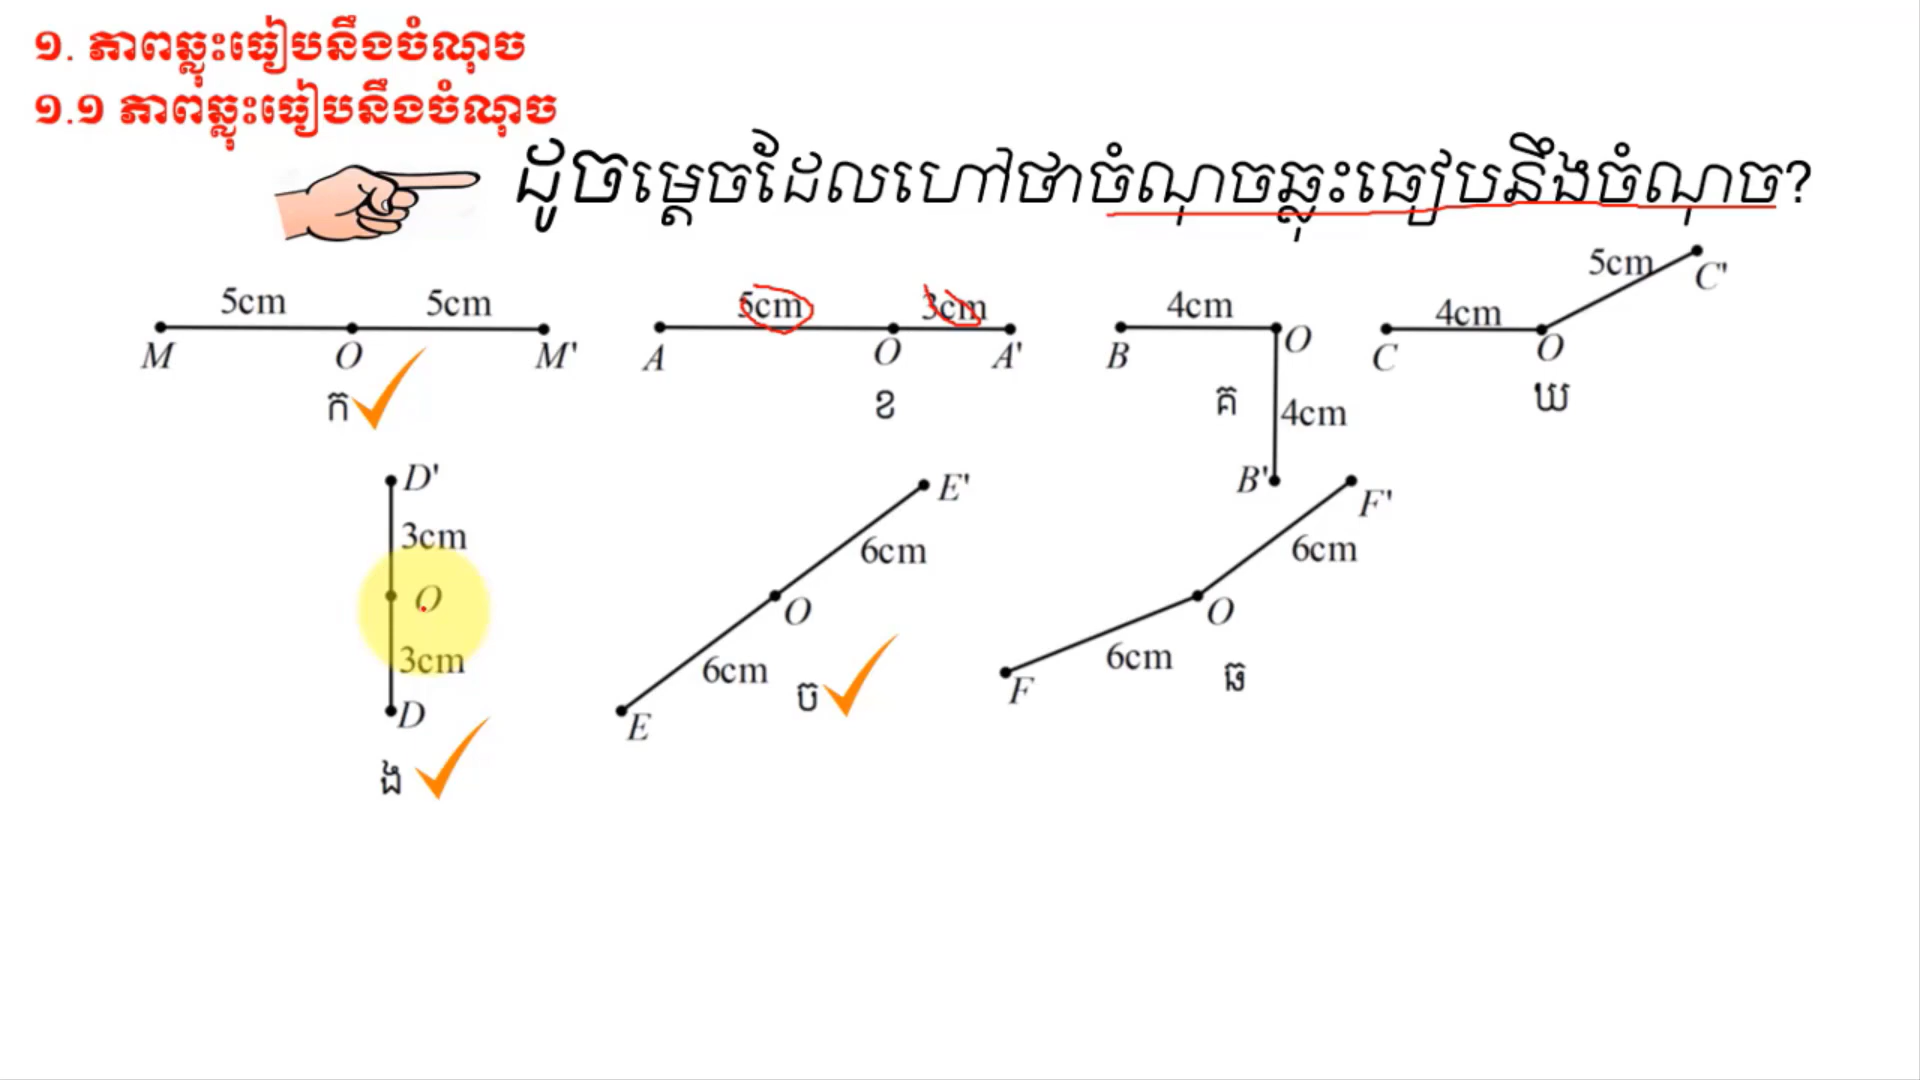 ១. ភាពឆ្លុះធៀបនឹងចំណុច
១.១ ភាពឆ្លុះធៀបនឹងចំណុច
ដូចម្ដេចដែលហៅថាចំណុចឆ្លុះធៀបនឹងចំណុច?
5cm 5cm
M O M'
ក
5cm 3cm
A O A'
ខ
4cm
B O
គ
4cm
B'
5cm
C'
4cm
C O
ឃ
D'
3cm
O
3cm
D
ង
E'
6cm
O
6cm
E
ច
F'
6cm
O
6cm
F
ឆ